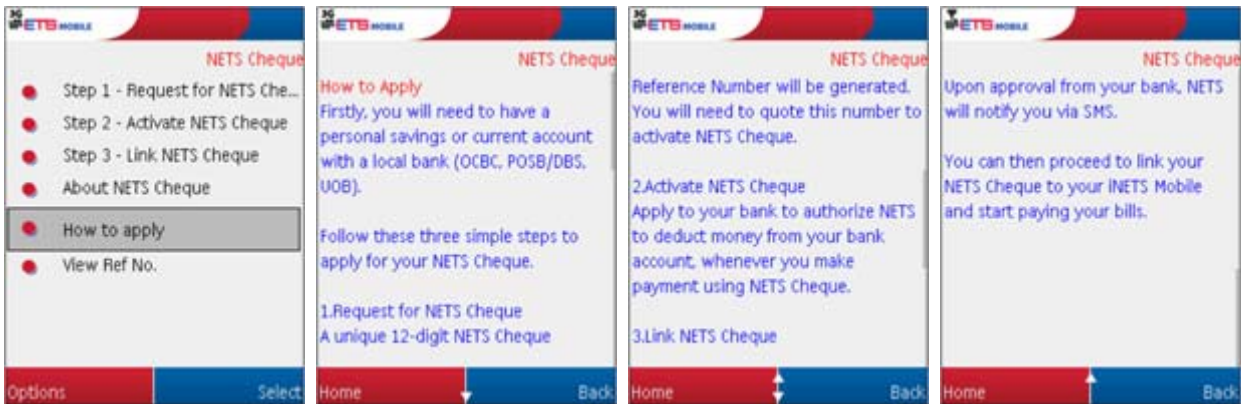 ETS MOBILE
NETS Cheque
Step 1 - Request for NETS Che...
Step 2 - Activate NETS Cheque
Step 3 - Link NETS Cheque
About NETS Cheque
How to apply
View Ref No.
Options
Select
ETS MOBILE
NETS Cheque
How to Apply
Firstly, you will need to have a
personal savings or current account
with a local bank (OCBC, POSB/DBS,
UOB).
Follow these three simple steps to
apply for your NETS Cheque.
1.Request for NETS Cheque
A unique 12-digit NETS Cheque
Home
Back
ETS MOBILE
NETS Cheque
Reference Number will be generated.
You will need to quote this number to
activate NETS Cheque.
2.Activate NETS Cheque
Apply to your bank to authorize NETS
to deduct money from your bank
account, whenever you make
payment using NETS Cheque.
3.Link NETS Cheque
Home
Back
ETS MOBILE
NETS Cheque
Upon approval from your bank, NETS
will notify you via SMS.
You can then proceed to link your
NETS Cheque to your iNETS Mobile
and start paying your bills.
Home
Back